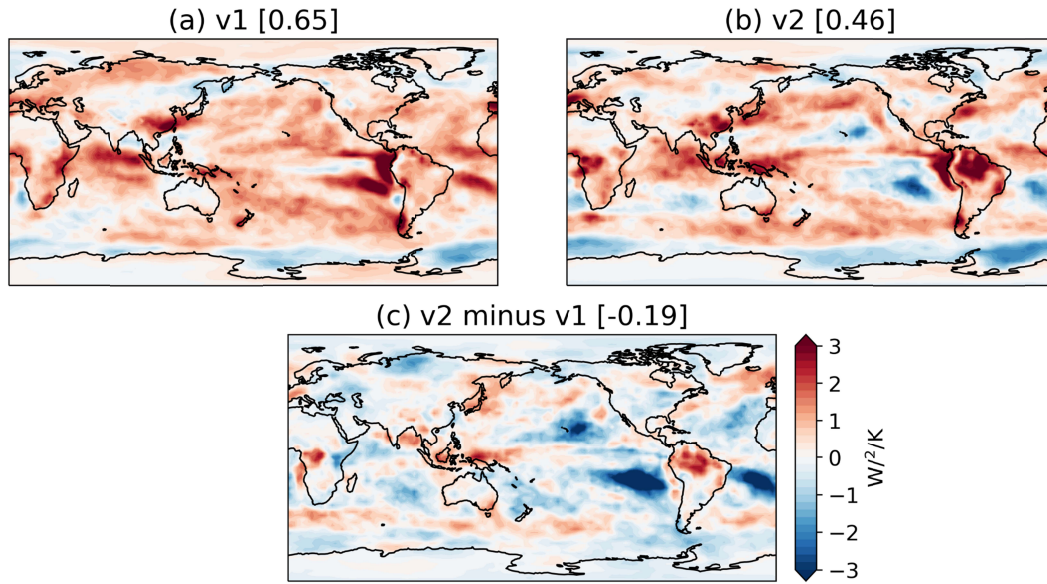 (a) v1 [0.65]
(b) v2 [0.46]
(c) v2 minus v1 [-0.19]
3
2
1
0
−1
−2
−3
W/²/K